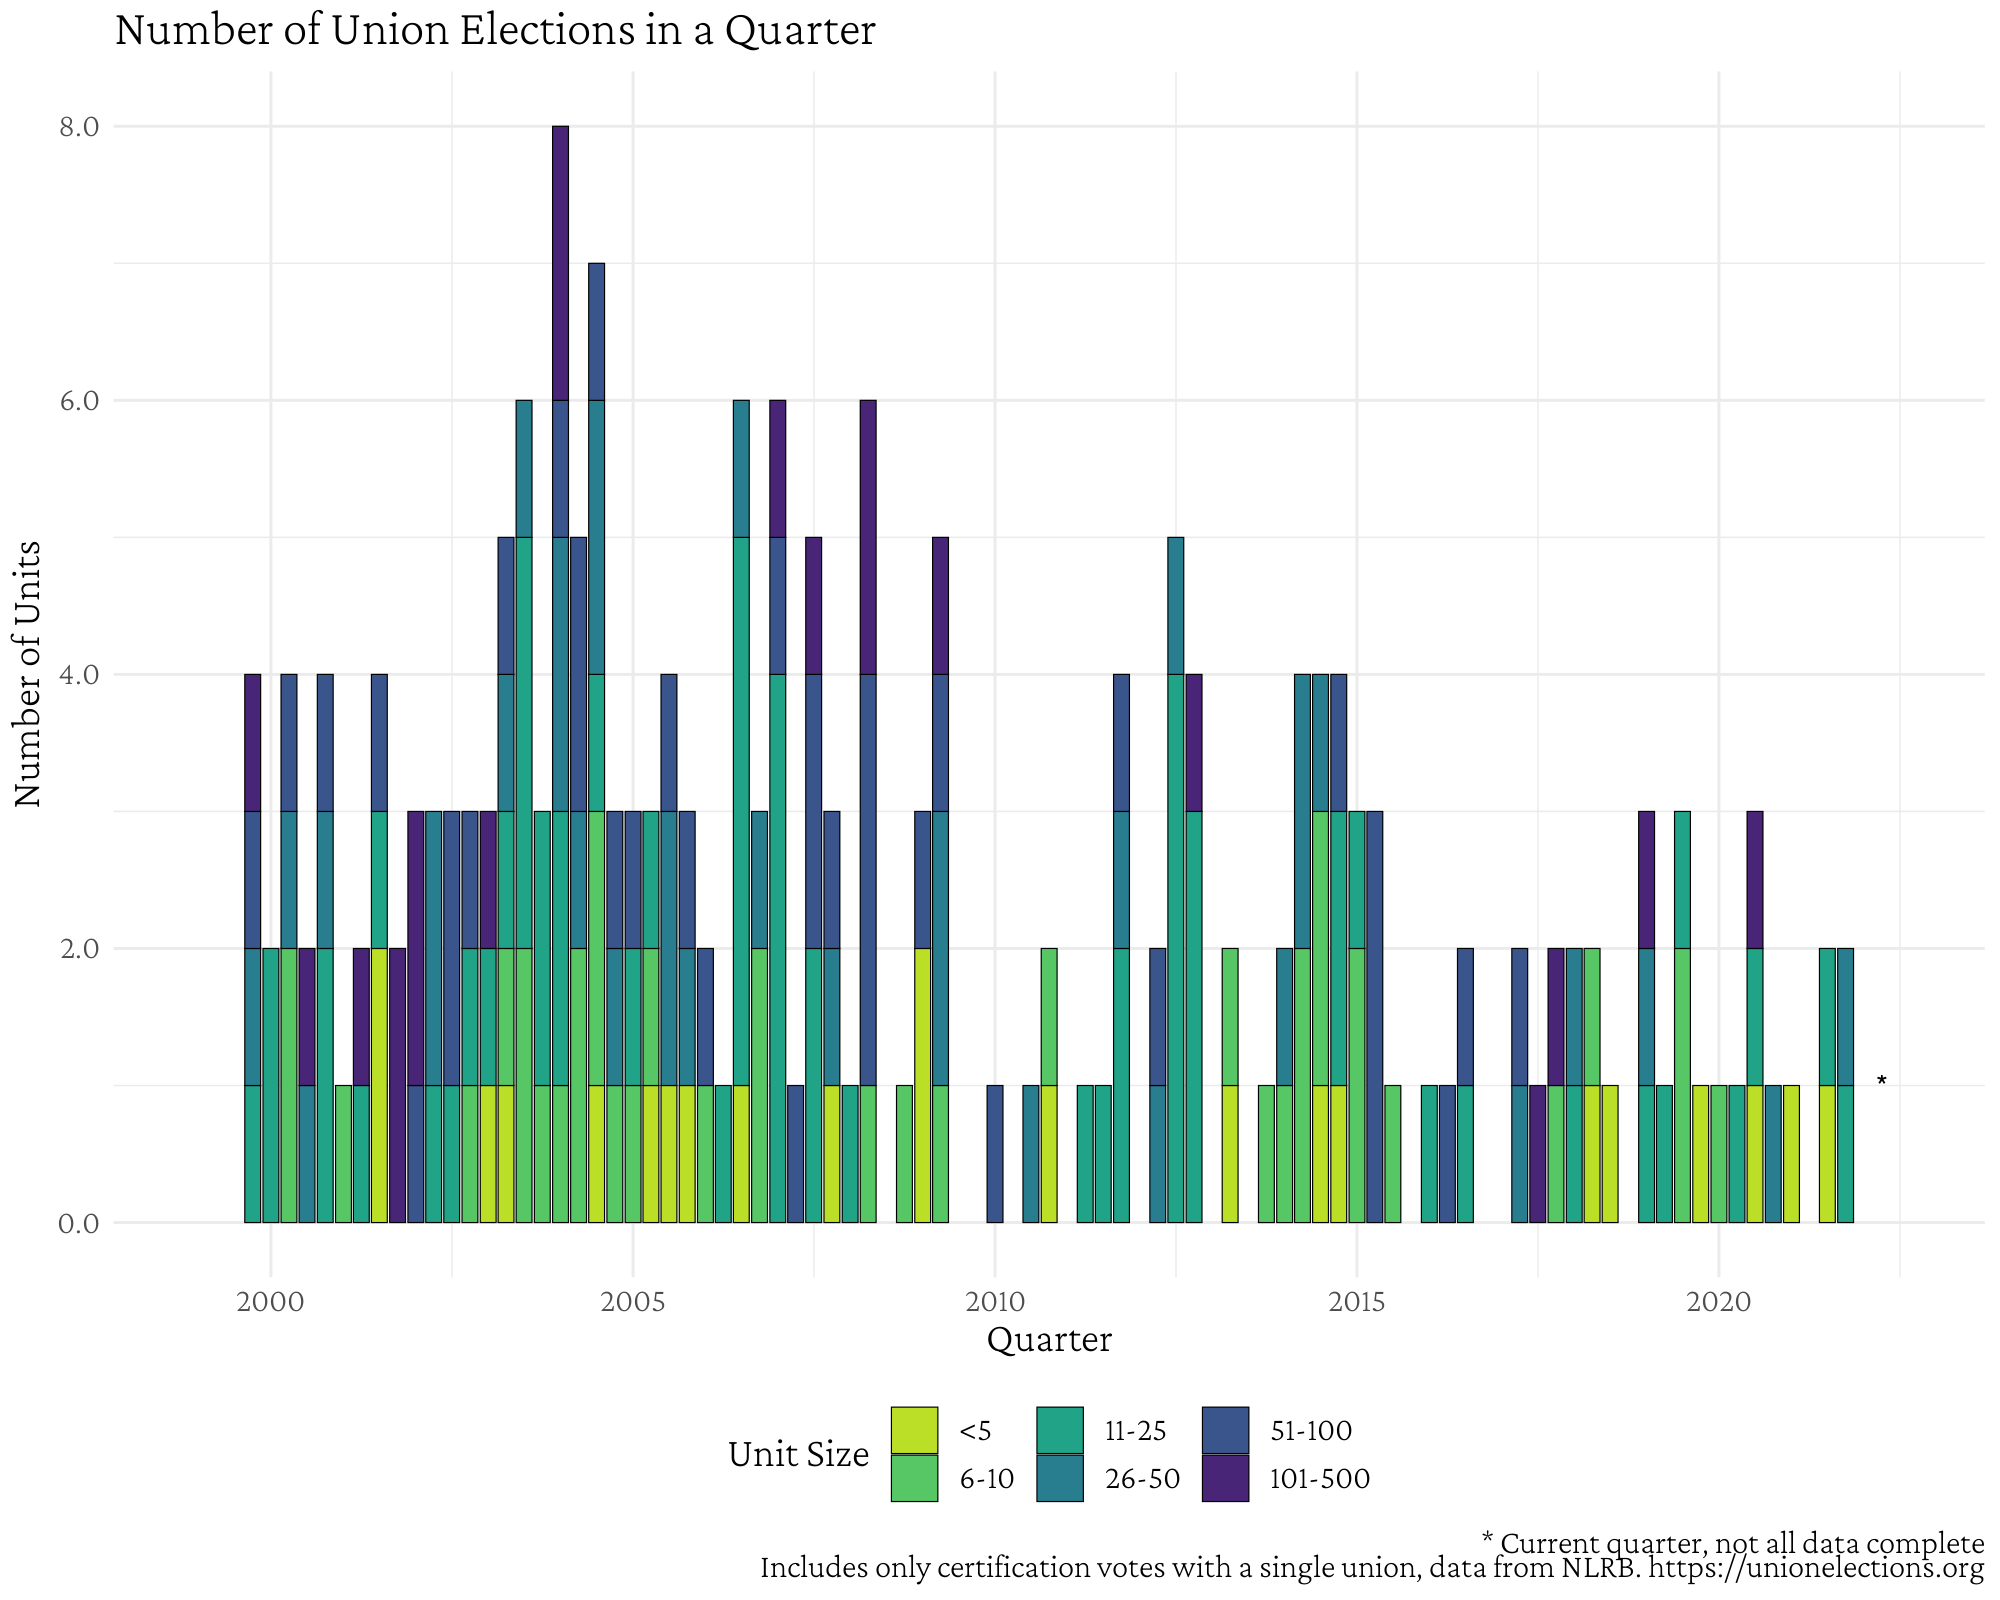 Number of Union Elections in a Quarter
8.0
6.0
4.0
2.0
0.0
Number of Units
*
2000 2005 2010 2015 2020
Quarter
Unit Size
<5 11-25 51-100
6-10 26-50 101-500
* Current quarter, not all data complete
Includes only certification votes with a single union, data from NLRB. https://unionelections.org